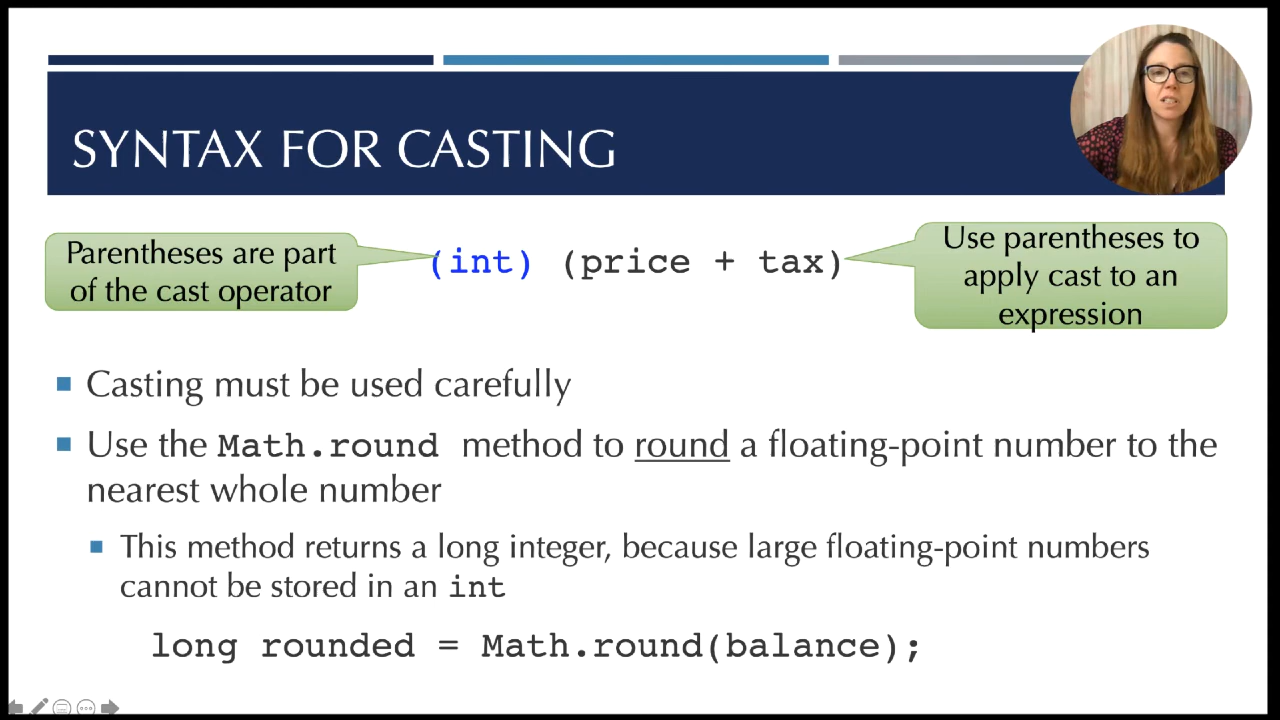 SYNTAX FOR CASTING
Parentheses are part
of the cast operator
(int) (price + tax)
Use parentheses to
apply cast to an
expression
Casting must be used carefully
Use the Math.round method to round a floating-point number to the
nearest whole number
This method returns a long integer, because large floating-point numbers
cannot be stored in an int
long rounded = Math.round(balance);